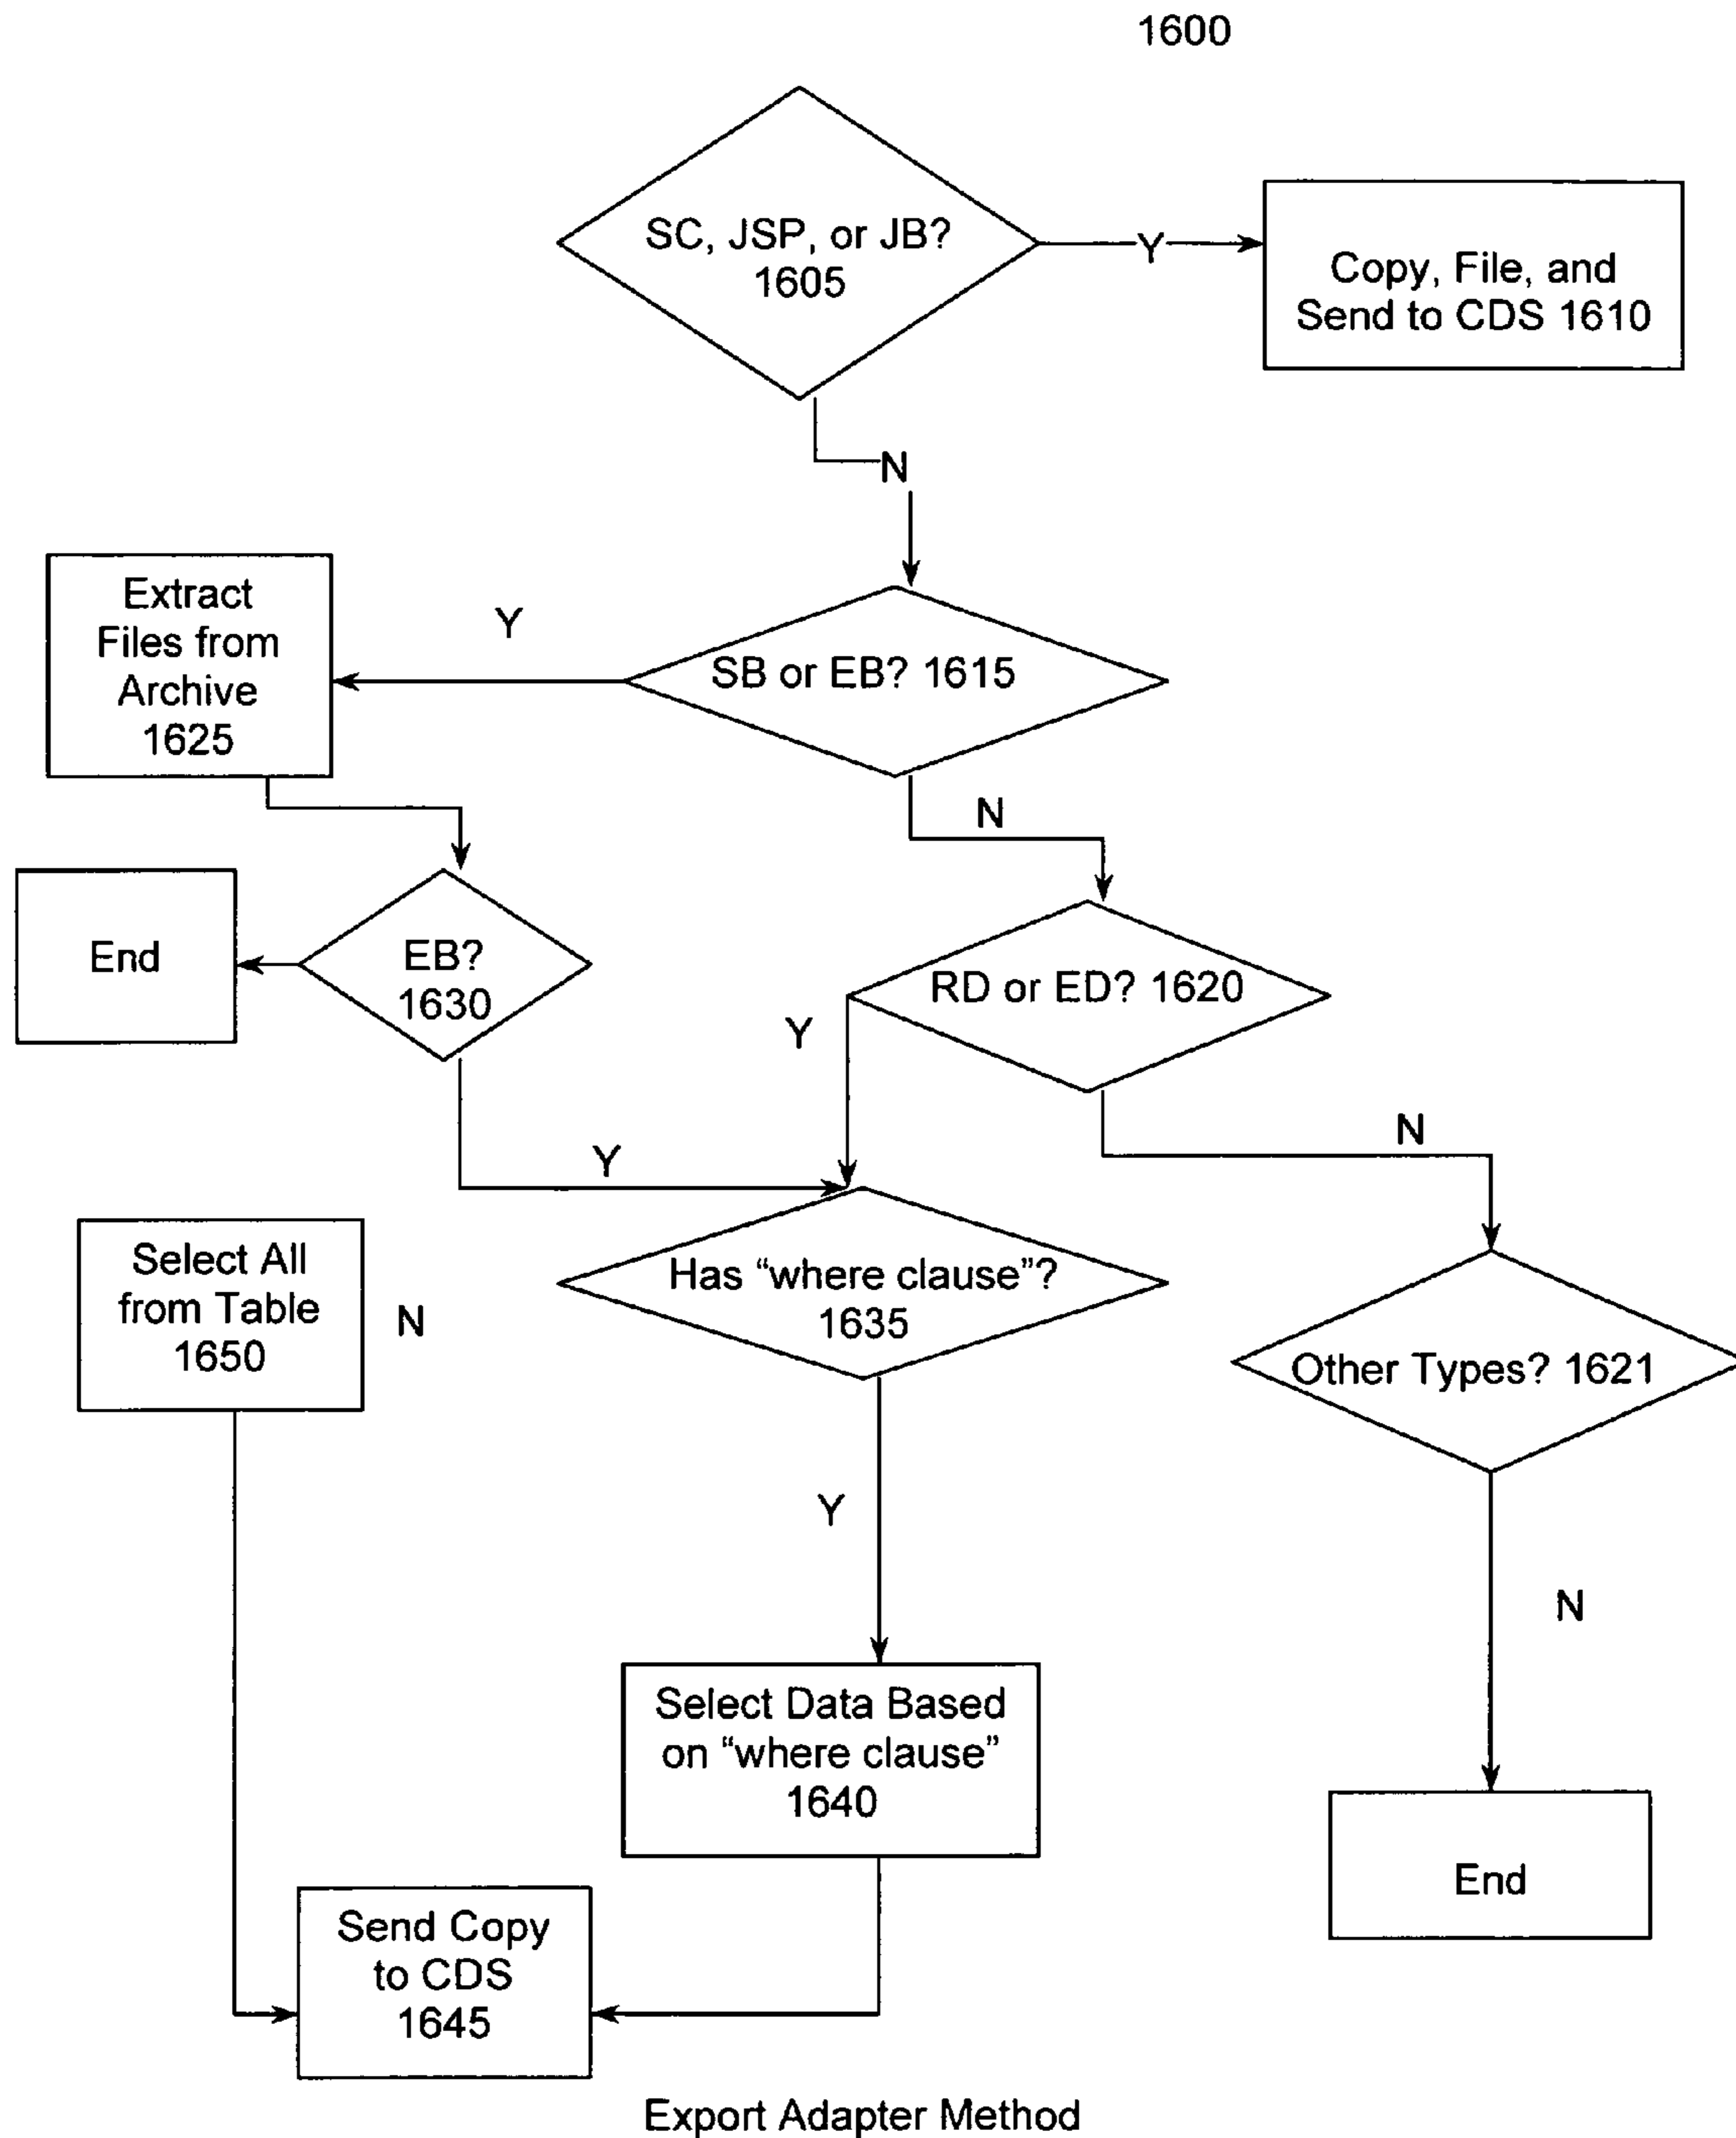 1600
SC, JSP, or JB?
1605
Y
Copy, File, and
Send to CDS 1610
N
Extract
Files from
Archive
1625
Y
SB or EB? 1615
N
End
EB?
1630
RD or ED? 1620
Y
Y
N
Select All
from Table
1650
N
Has “where clause”?
1635
Other Types? 1621
Y
N
Select Data Based
on “where clause”
1640
End
Send Copy
to CDS
1645
Export Adapter Method